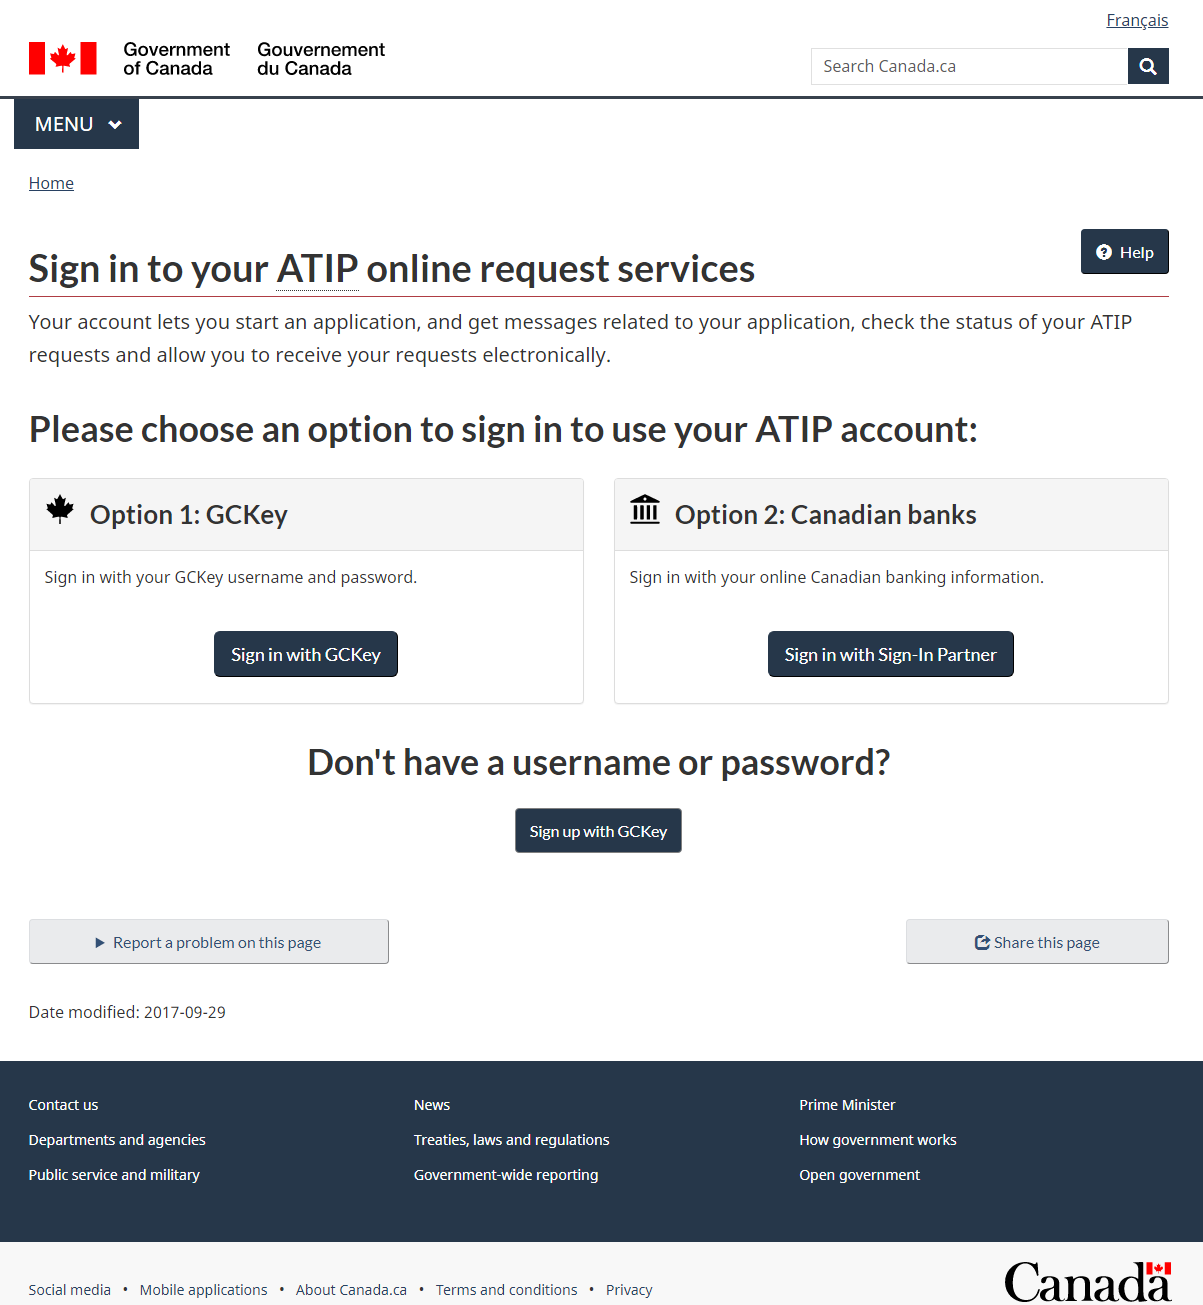 Français
Government of Canada
Gouvernement du Canada
Search Canada.ca
MENU
Home
Sign in to your ATIP online request services
Help
Your account lets you start an application, and get messages related to your application, check the status of your ATIP
requests and allow you to receive your requests electronically.
Please choose an option to sign in to use your ATIP account:
Option 1: GCKey
Sign in with your GCKey username and password.
Sign in with GCKey
Option 2: Canadian banks
Sign in with your online Canadian banking information.
Sign in with Sign-In Partner
Don't have a username or password?
Sign up with GCKey
Report a problem on this page
Share this page
Date modified: 2017-09-29
Contact us
Departments and agencies
Public service and military
News
Treaties, laws and regulations
Government-wide reporting
Prime Minister
How government works
Open government
Social media • Mobile applications • About Canada.ca • Terms and conditions • Privacy
Canada